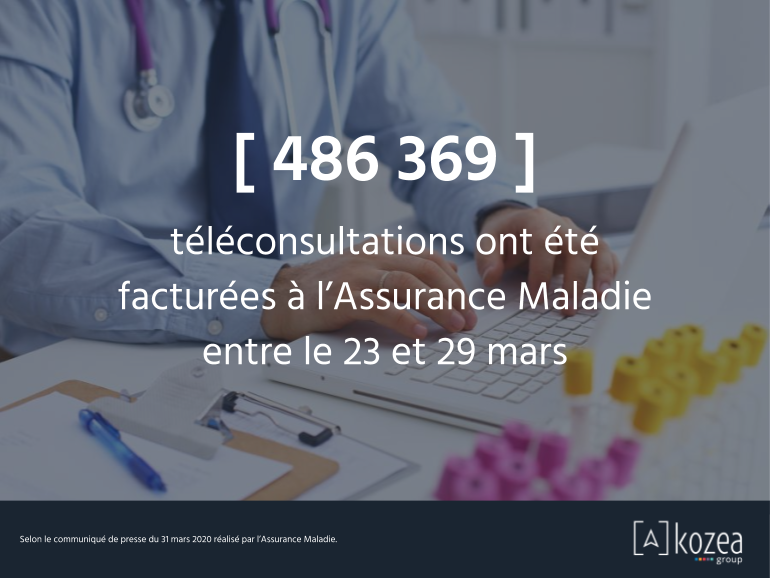 [ 486 369 ]
téléconsultations ont été
facturées à l’Assurance Maladie
entre le 23 et 29 mars
Selon le communiqué de presse du 31 mars 2020 réalisé par l’Assurance Maladie.
[A] kozea
group